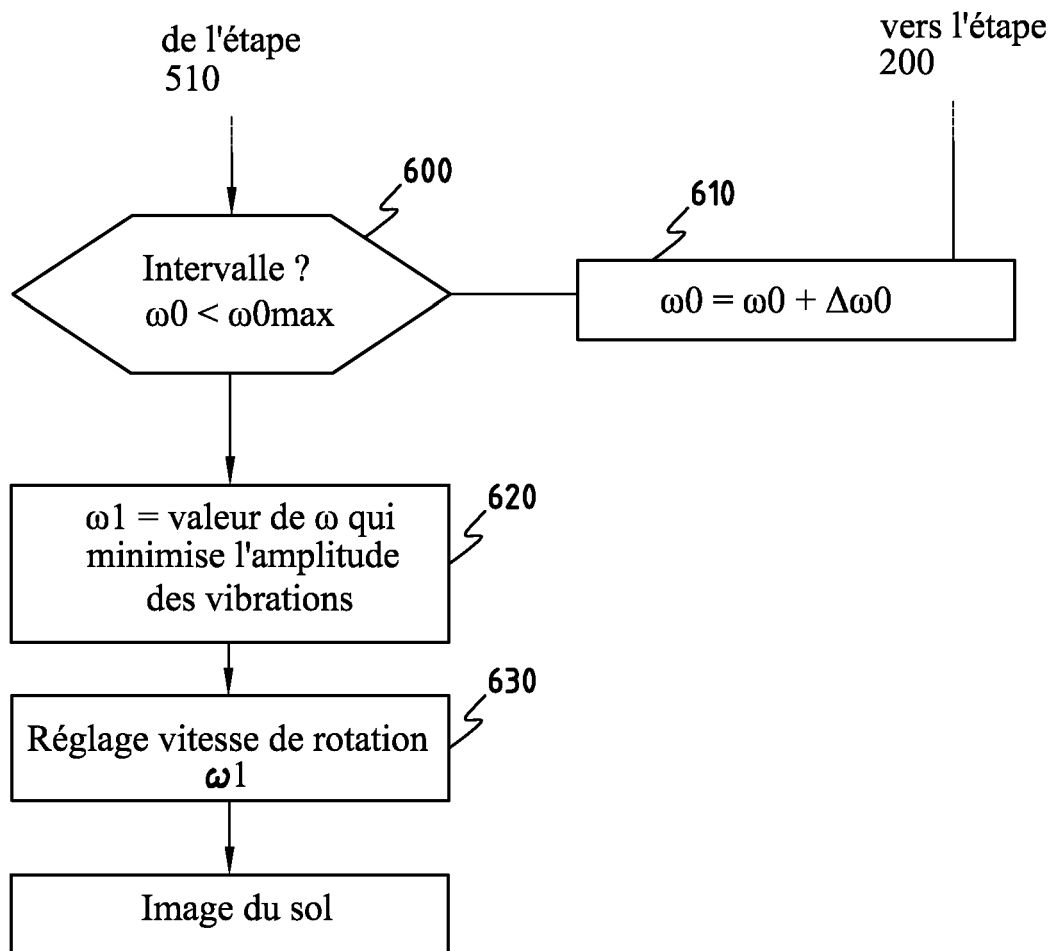 de l'étape
510
vers l'étape
200
600
Intervalle ?
ω0 < ω0max
610
ω0 = ω0 + Δω0
620
ω1 = valeur de ω qui
minimise l'amplitude
des vibrations
630
Réglage vitesse de rotation
ω1
Image du sol